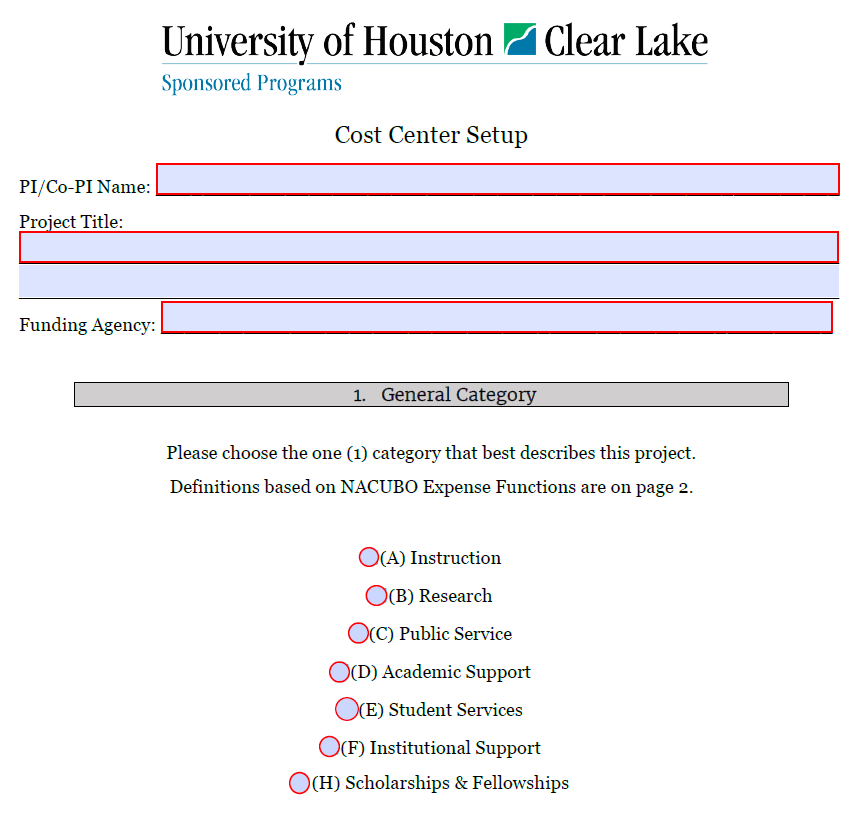 University of Houston Clear Lake
Sponsored Programs
Cost Center Setup
PI/Co-PI Name:
Project Title:
Funding Agency:
1. General Category
Please choose the one (1) category that best describes this project.
Definitions based on NACUBO Expense Functions are on page 2.
(A) Instruction
(B) Research
(C) Public Service
(D) Academic Support
(E) Student Services
(F) Institutional Support
(H) Scholarships & Fellowships